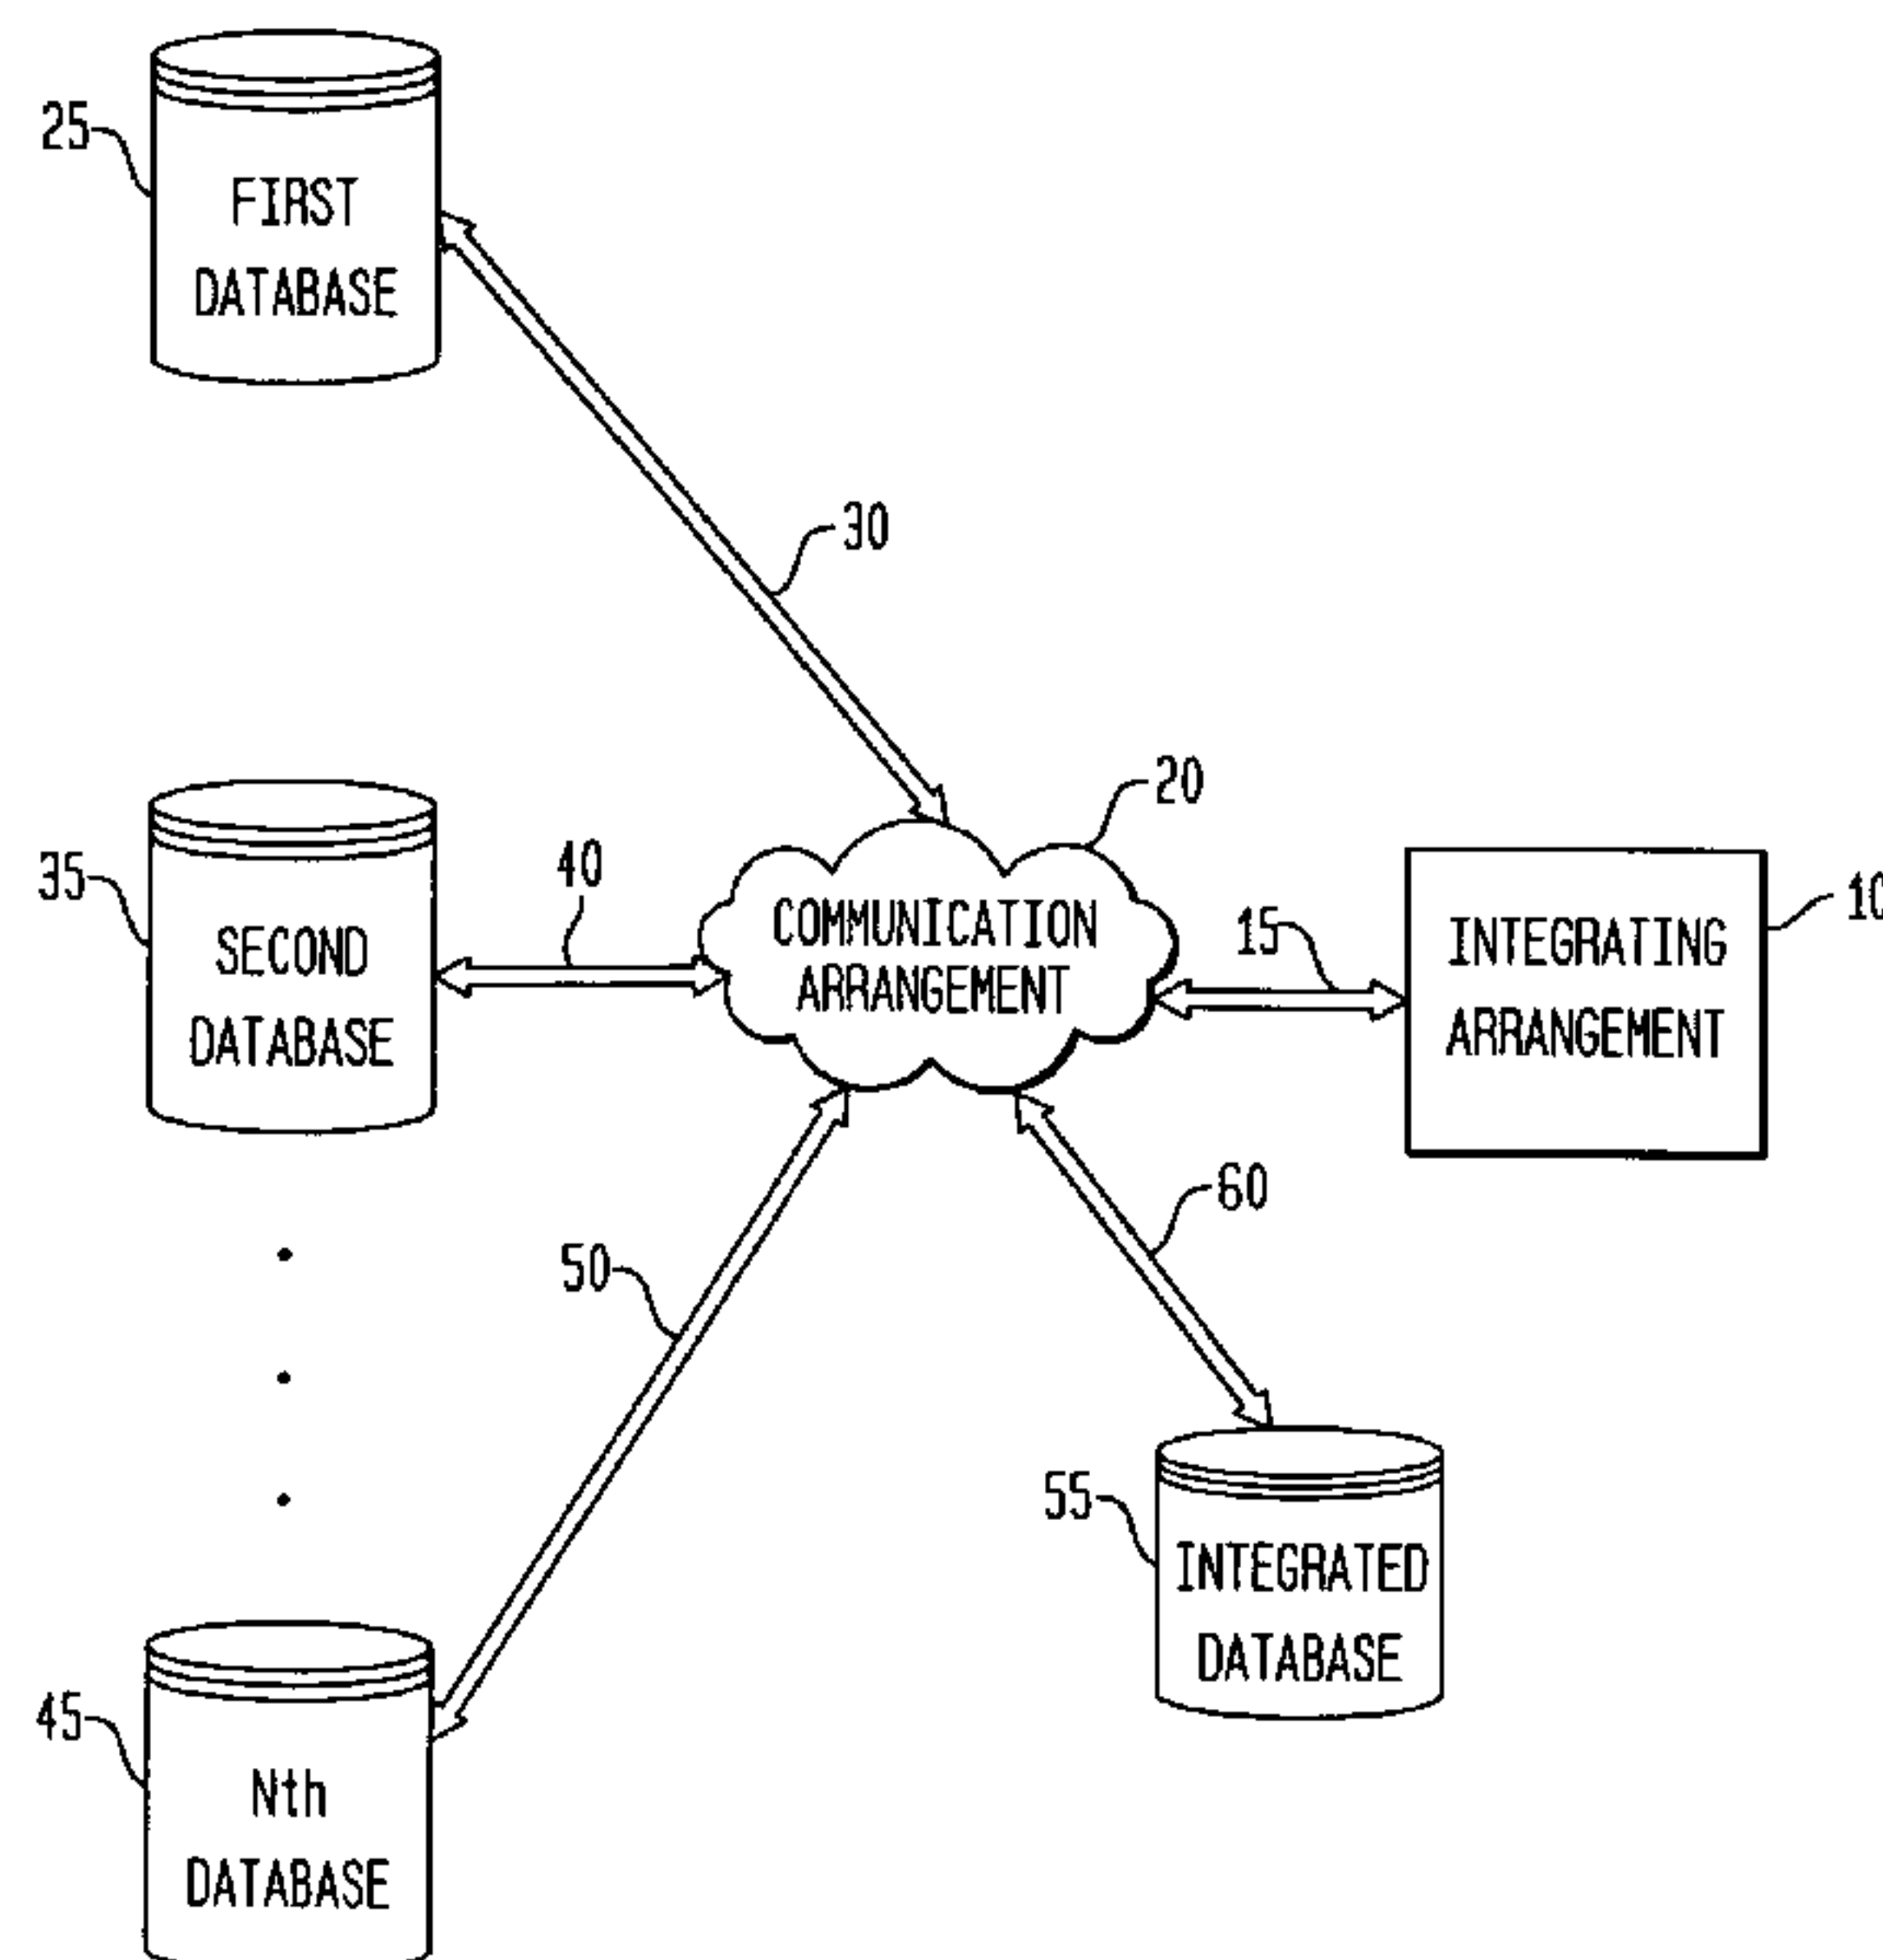 25
FIRST
DATABASE
30
20
35
SECOND
DATABASE
40
COMMUNICATION
ARRANGEMENT
15
INTEGRATING
ARRANGEMENT
10
50
60
55
INTEGRATED
DATABASE
45
Nth
DATABASE